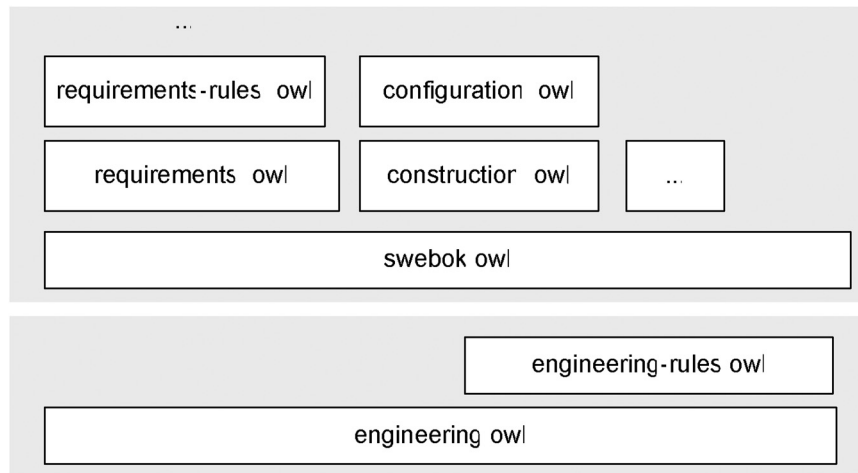 ...
requirements-rules owl
configuration owl
requirements owl
construction owl
...
swebok owl
engineering-rules owl
engineering owl